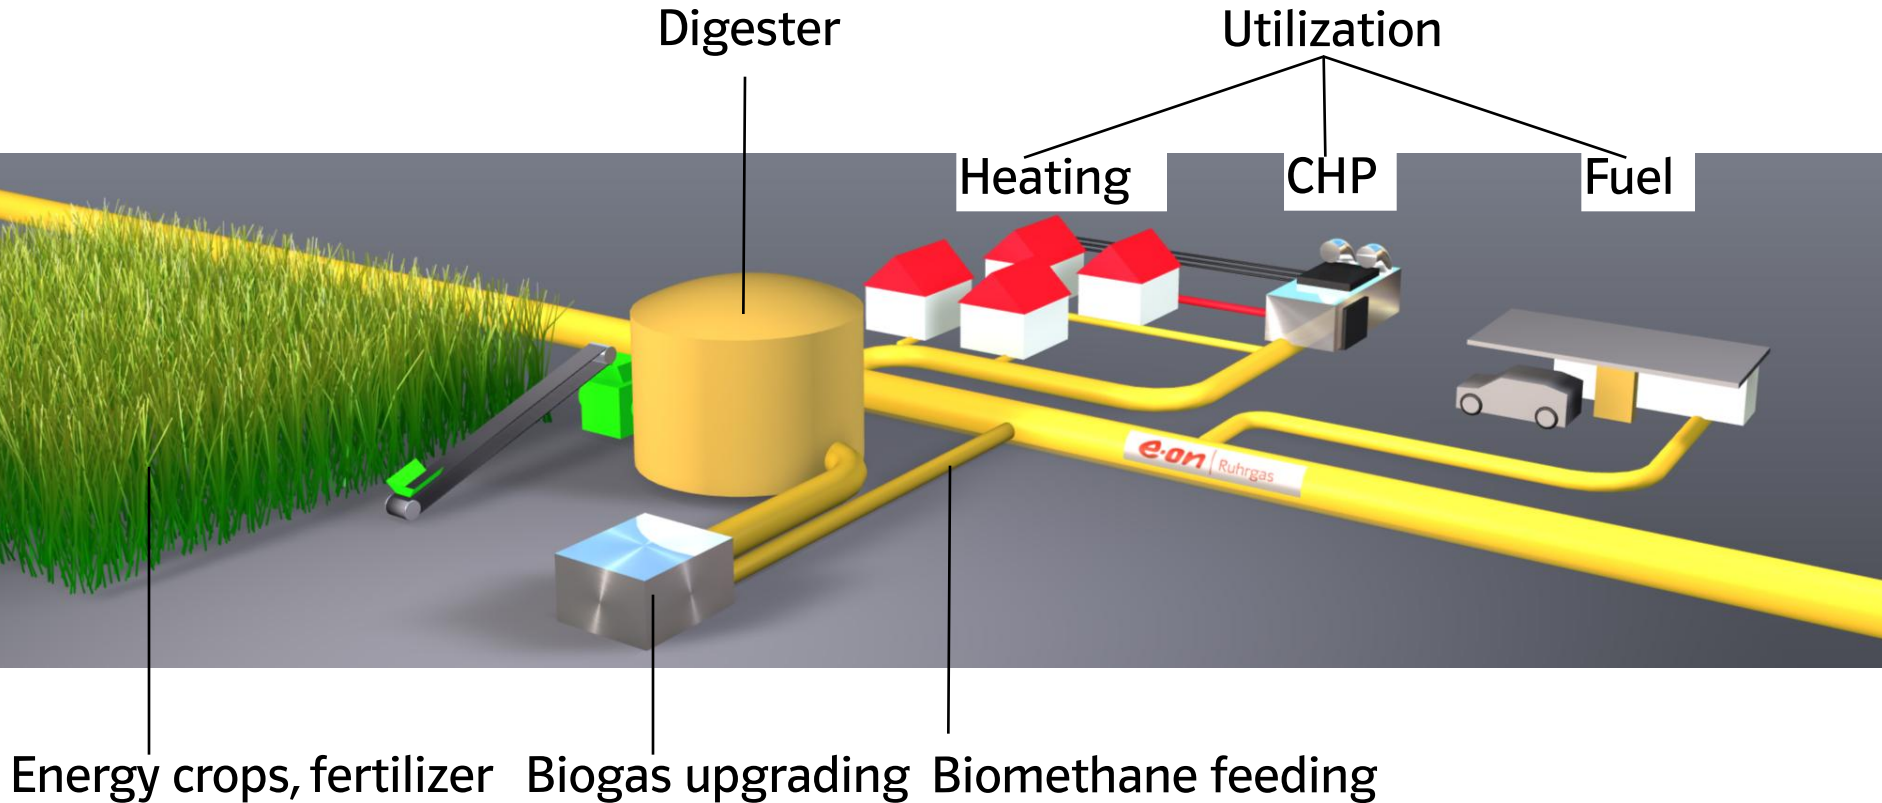 Digester
Utilization
Heating
CHP
Fuel
e·on | Ruhrgas
Energy crops, fertilizer
Biogas upgrading
Biomethane feeding